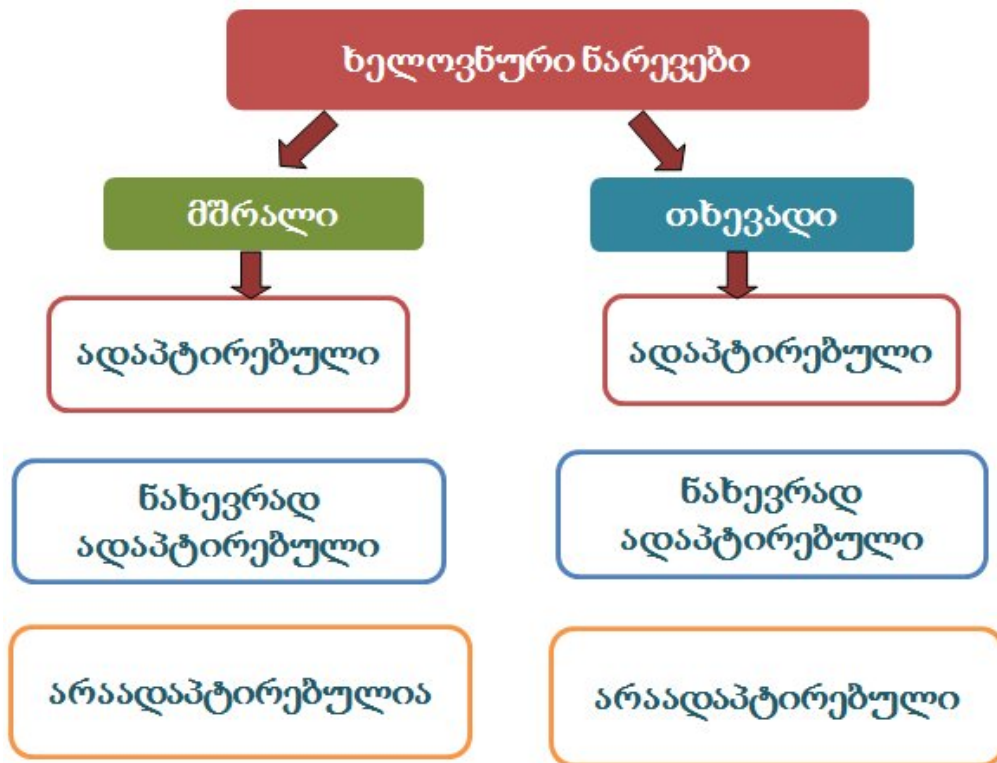 ხელოვნური ნარევები
მშრალი
თხევადი
ადაპტირებული
ადაპტირებული
ნახევრად
ადაპტირებული
ნახევრად
ადაპტირებული
არაადაპტირებულია
არაადაპტირებული